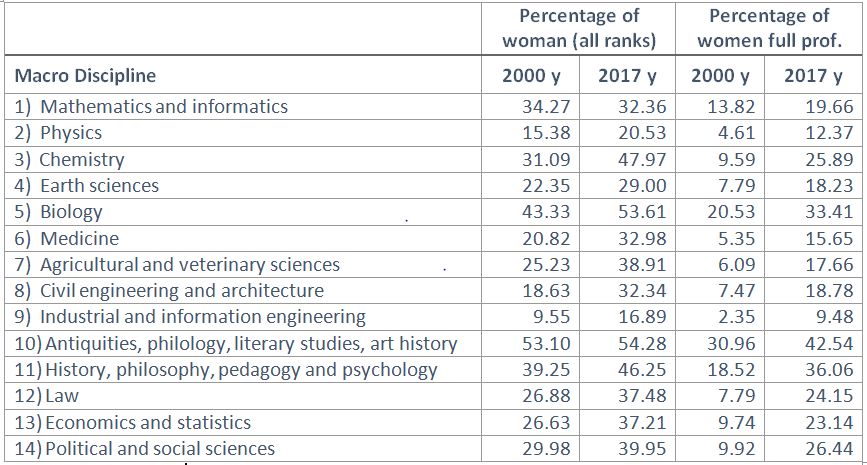 Percentage of woman (all ranks) Percentage of women full prof.
Macro Discipline 2000 y 2017 y 2000 y 2017 y
1) Mathematics and informatics 34.27 32.36 13.82 19.66
2) Physics 15.38 20.53 4.61 12.37
3) Chemistry 31.09 47.97 9.59 25.89
4) Earth sciences 22.35 29.00 7.79 18.23
5) Biology 43.33 53.61 20.53 33.41
6) Medicine 20.82 32.98 5.35 15.65
7) Agricultural and veterinary sciences 25.23 38.91 6.09 17.66
8) Civil engineering and architecture 18.63 32.34 7.47 18.78
9) Industrial and information engineering 9.55 16.89 2.35 9.48
10) Antiquities, philology, literary studies, art history 53.10 54.28 30.96 42.54
11) History, philosophy, pedagogy and psychology 39.25 46.25 18.52 36.06
12) Law 26.88 37.48 7.79 24.15
13) Economics and statistics 26.63 37.21 9.74 23.14
14) Political and social sciences 29.98 39.95 9.92 26.44